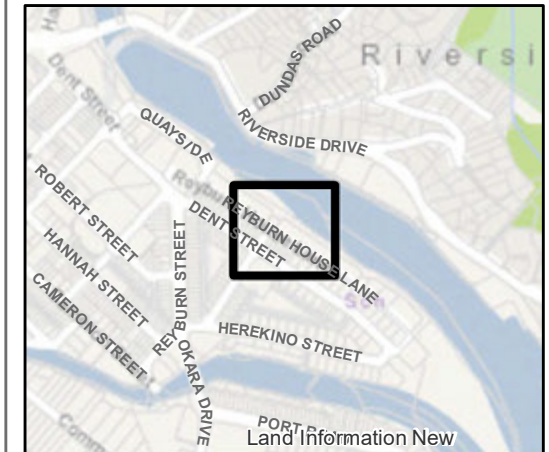 Riversi
DUNDAS ROAD
Dent Street
QUAYSIDE
RIVERSIDE DRIVE
REYBURN HOUSE LANE
DENT STREET
ROBERT STREET
HANNAH STREET
CAMERON STREET
REYBURN STREET
HEREKINO STREET
OKARA DRIVE
Land Information New